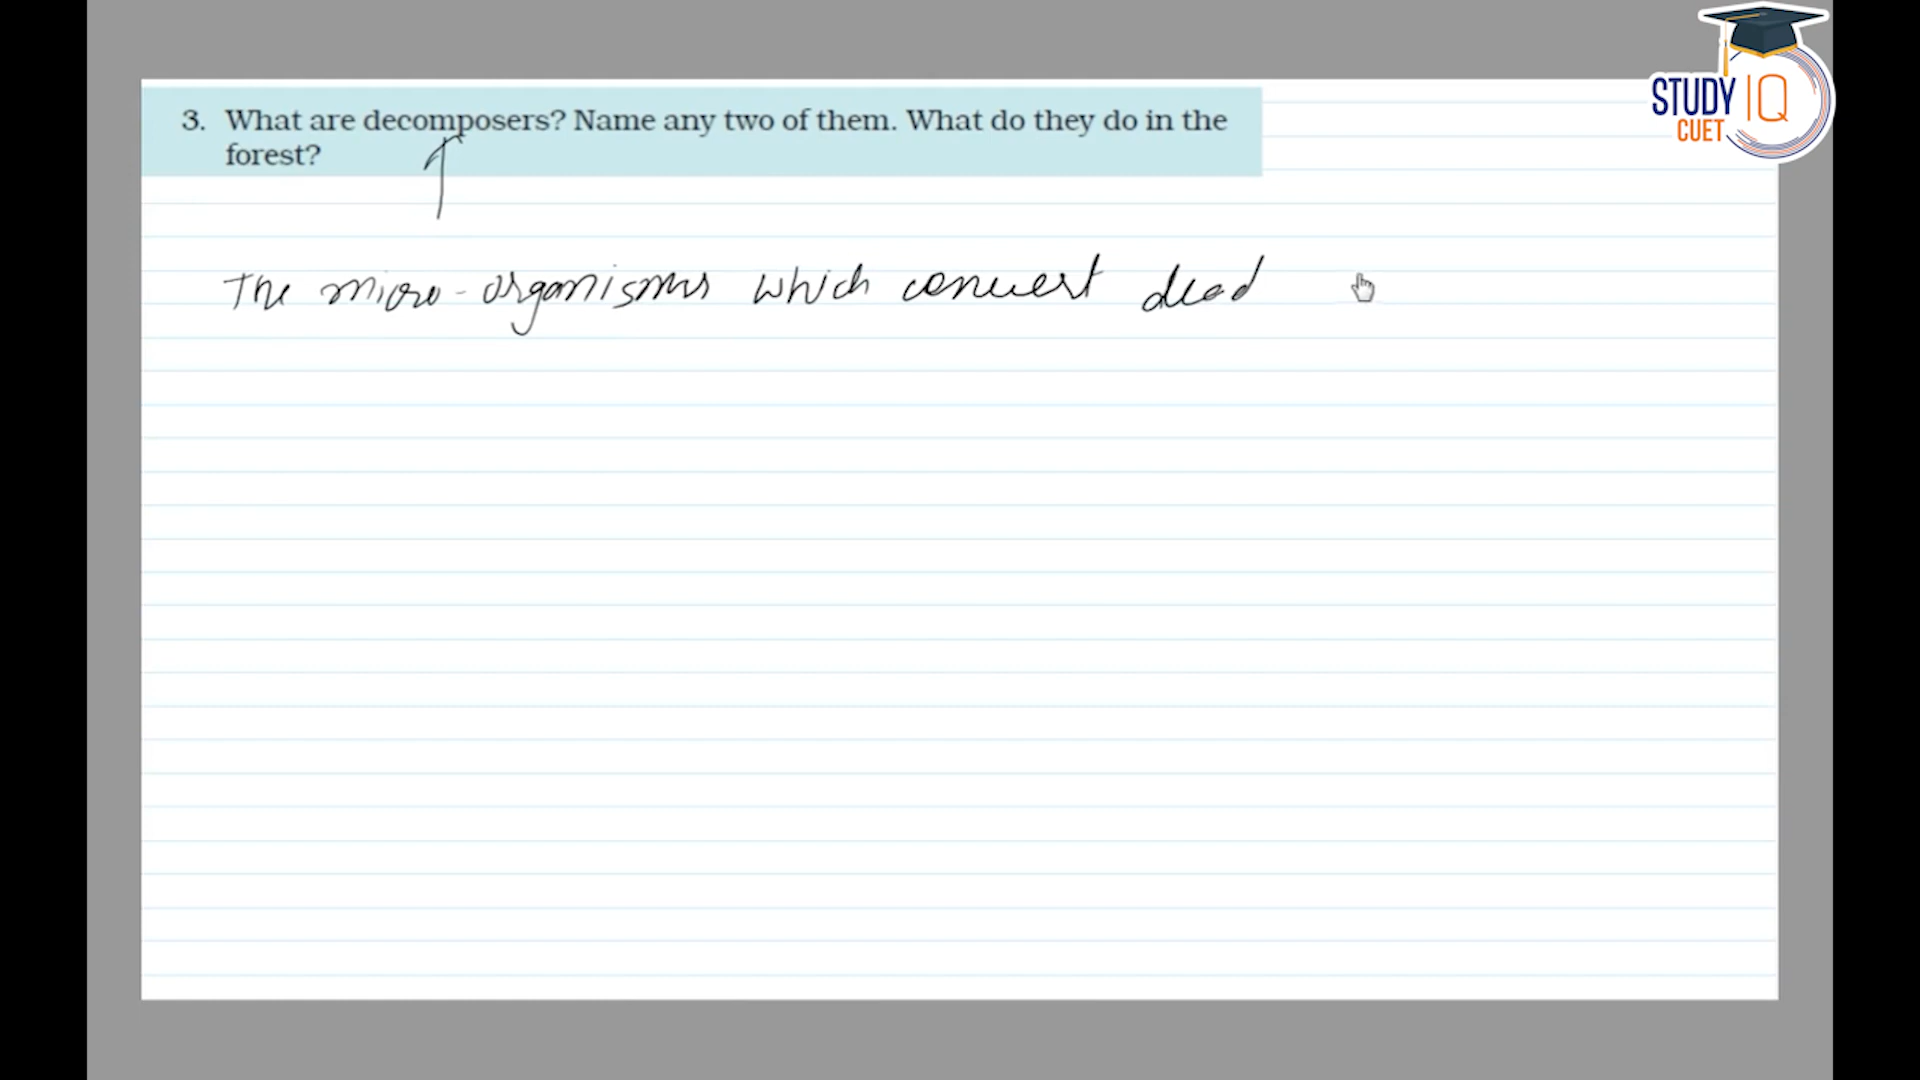 3. What are decomposers? Name any two of them. What do they do in the
forest?
The micro-organisms which convert dead
STUDY IQ
CUET